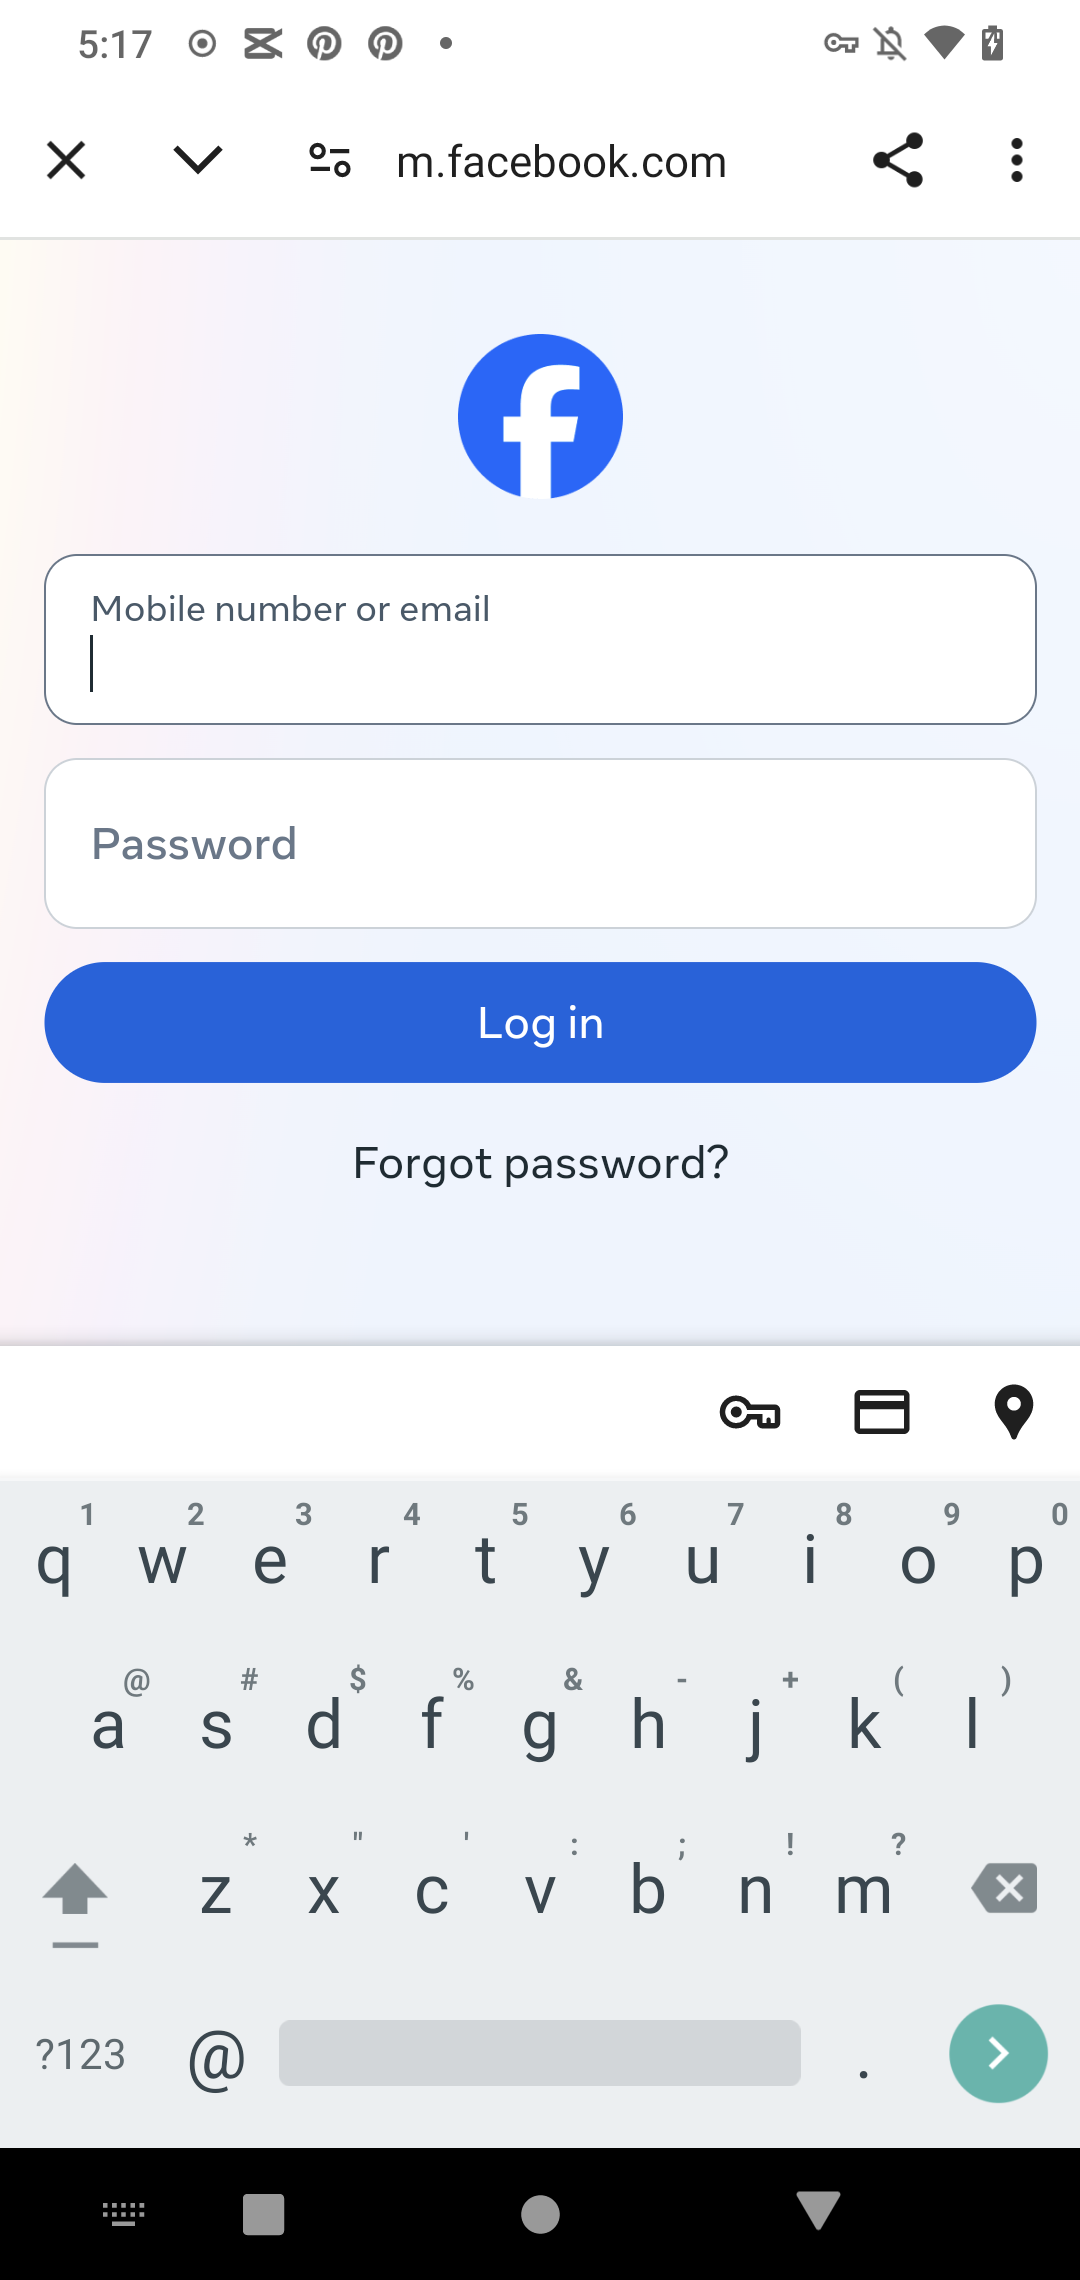 5:17
m.facebook.com
Mobile number or email
Password
Log in
Forgot password?
1 2 3 4 5 6 7 8 9 0
q w e r t y u i o p
@ # $ % & - + ( )
a s d f g h j k l
* " ' : ; ! ?
z x c v b n m
?123 @ .